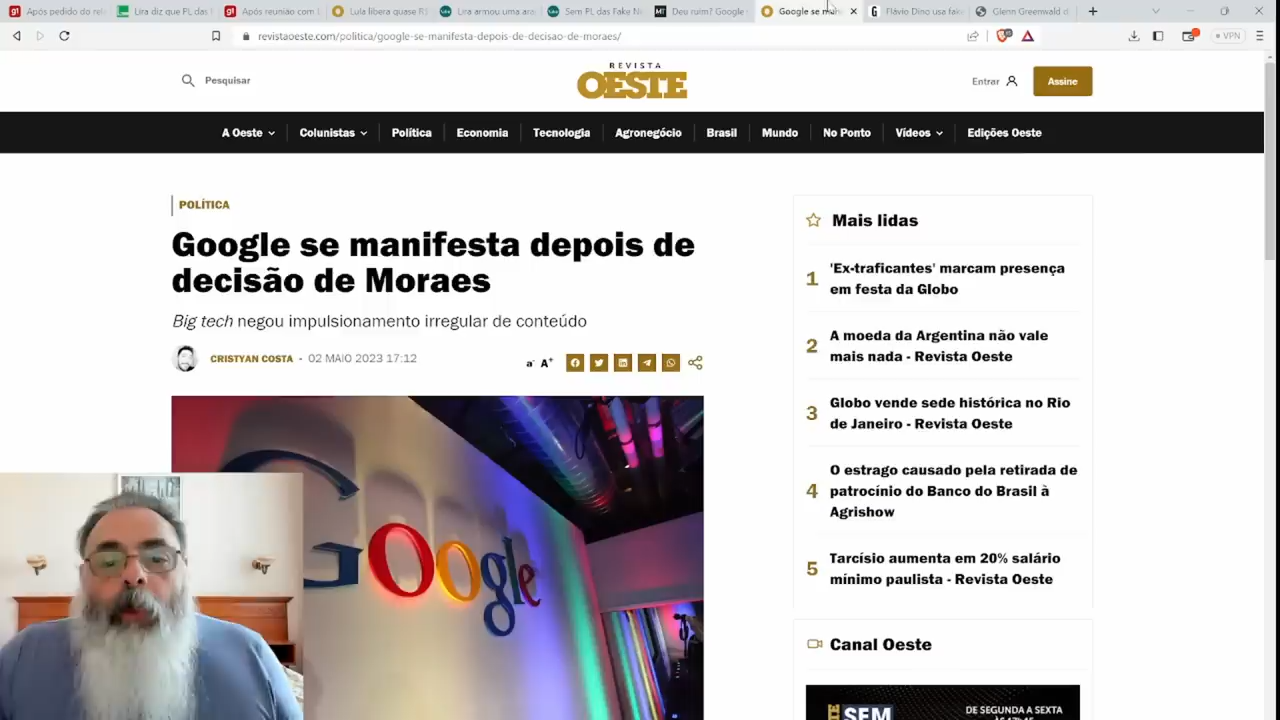 Após pedido do rela
Lira diz que PL das F
Após reunião com L
Lula libera quase R$
Lira armou uma ara
Sem PL das Fake Ne
Deu ruim? Google t
Google se mani
Flávio Dino usa fake
Glenn Greenwald d
revistaoeste.com/politica/google-se-manifesta-depois-de-decisao-de-moraes/
VPN
Pesquisar
REVISTA
OESTE
Entrar
Assine
A Oeste
Colunistas
Política
Economia
Tecnologia
Agronegócio
Brasil
Mundo
No Ponto
Vídeos
Edições Oeste
POLÍTICA
Google se manifesta depois de
decisão de Moraes
Big tech negou impulsionamento irregular de conteúdo
CRISTYAN COSTA - 02 MAIO 2023 17:12
a- A+
Google
Mais lidas
1 'Ex-traficantes' marcam presença
em festa da Globo
2 A moeda da Argentina não vale
mais nada - Revista Oeste
3 Globo vende sede histórica no Rio
de Janeiro - Revista Oeste
4 O estrago causado pela retirada de
patrocínio do Banco do Brasil à
Agrishow
5 Tarcísio aumenta em 20% salário
mínimo paulista - Revista Oeste
Canal Oeste
SEM
DE SEGUNDA A SEXTA